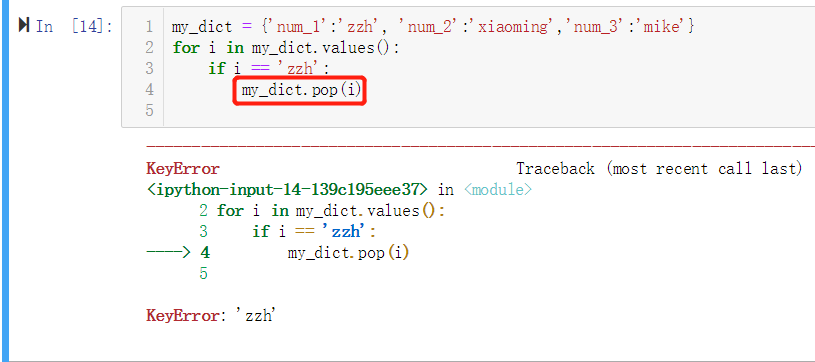 In [14]:
1 my_dict = {'num_1':'zzh', 'num_2':'xiaoming','num_3':'mike'}
2 for i in my_dict.values():
3     if i == 'zzh':
4         my_dict.pop(i)
5
KeyError Traceback (most recent call last)
<ipython-input-14-139c195eee37> in <module>
      2 for i in my_dict.values():
      3     if i == 'zzh':
----> 4         my_dict.pop(i)
      5
KeyError: 'zzh'